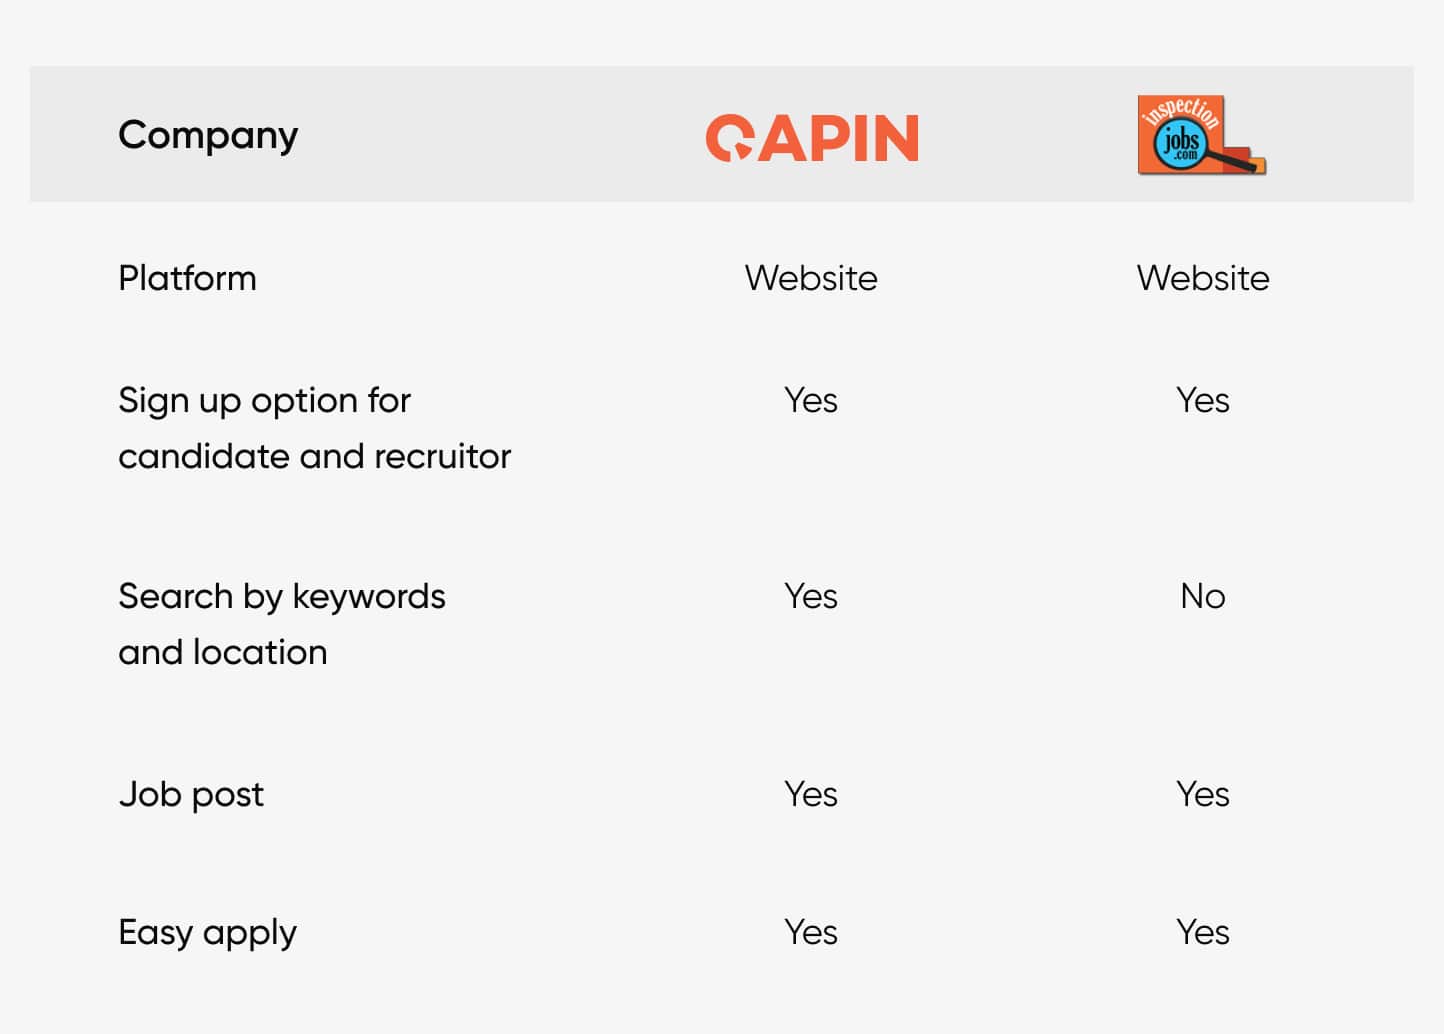 Company QAPIN inspection
jobs
.com
Platform Website Website
Sign up option for Yes Yes
candidate and recruitor
Search by keywords Yes No
and location
Job post Yes Yes
Easy apply Yes Yes